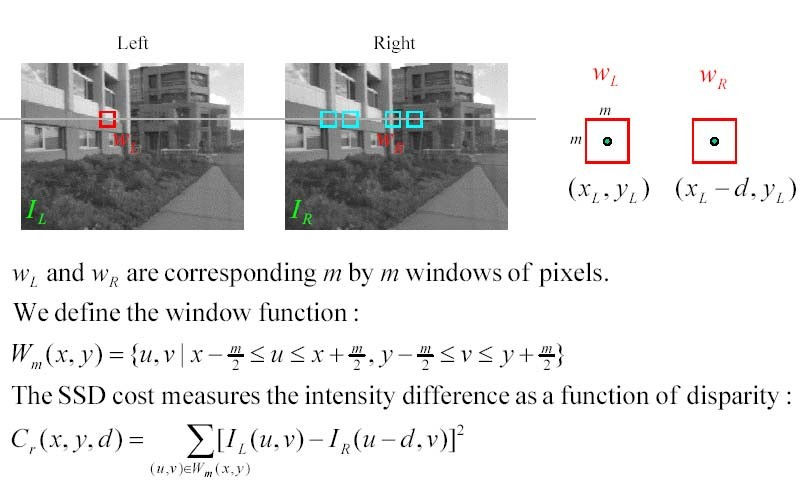 Left
Right
w_L
w_R
m
m
w_L
w_R
I_L
I_R
(x_L, y_L)
(x_L − d, y_L)
w_L and w_R are corresponding m by m windows of pixels.
We define the window function :
W_m(x, y) = {u, v | x − m/2 ≤ u ≤ x + m/2, y − m/2 ≤ v ≤ y + m/2}
The SSD cost measures the intensity difference as a function of disparity :
C_r(x, y, d) = ∑_{(u,v)∈W_m(x,y)} [I_L(u, v) − I_R(u − d, v)]²